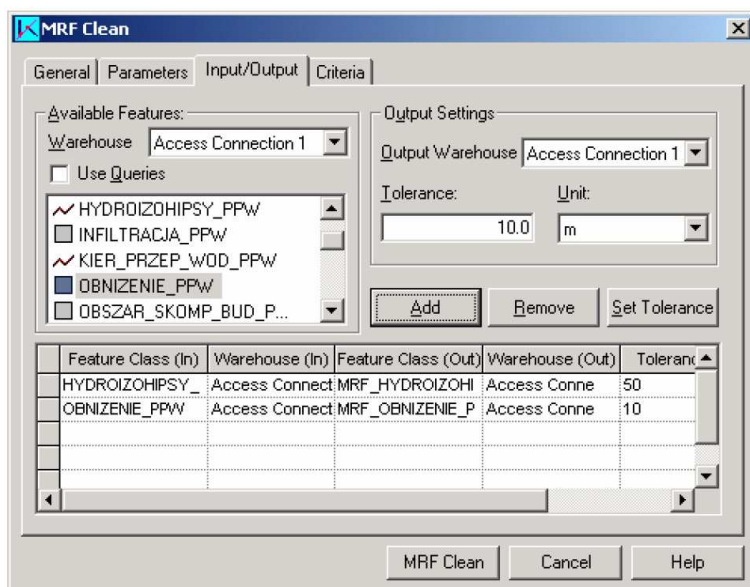 MRF Clean
General Parameters Input/Output Criteria
Available Features:
Warehouse Access Connection 1
Use Queries
HYDROIZOHIPSY_PPW
INFILTRACJA_PPW
KIER_PRZEP_WOD_PPW
OBNIZENIE_PPW
OBSZAR_SKOMP_BUD_P...
Output Settings
Output Warehouse Access Connection 1
Tolerance: Unit:
10.0 m
Add Remove Set Tolerance
Feature Class (In) Warehouse (In) Feature Class (Out) Warehouse (Out) Toleranc
HYDROIZOHIPSY_ Access Connect MRF_HYDROIZOHI Access Conne 50
OBNIZENIE_PPW Access Connect MRF_OBNIZENIE_P Access Conne 10
MRF Clean Cancel Help